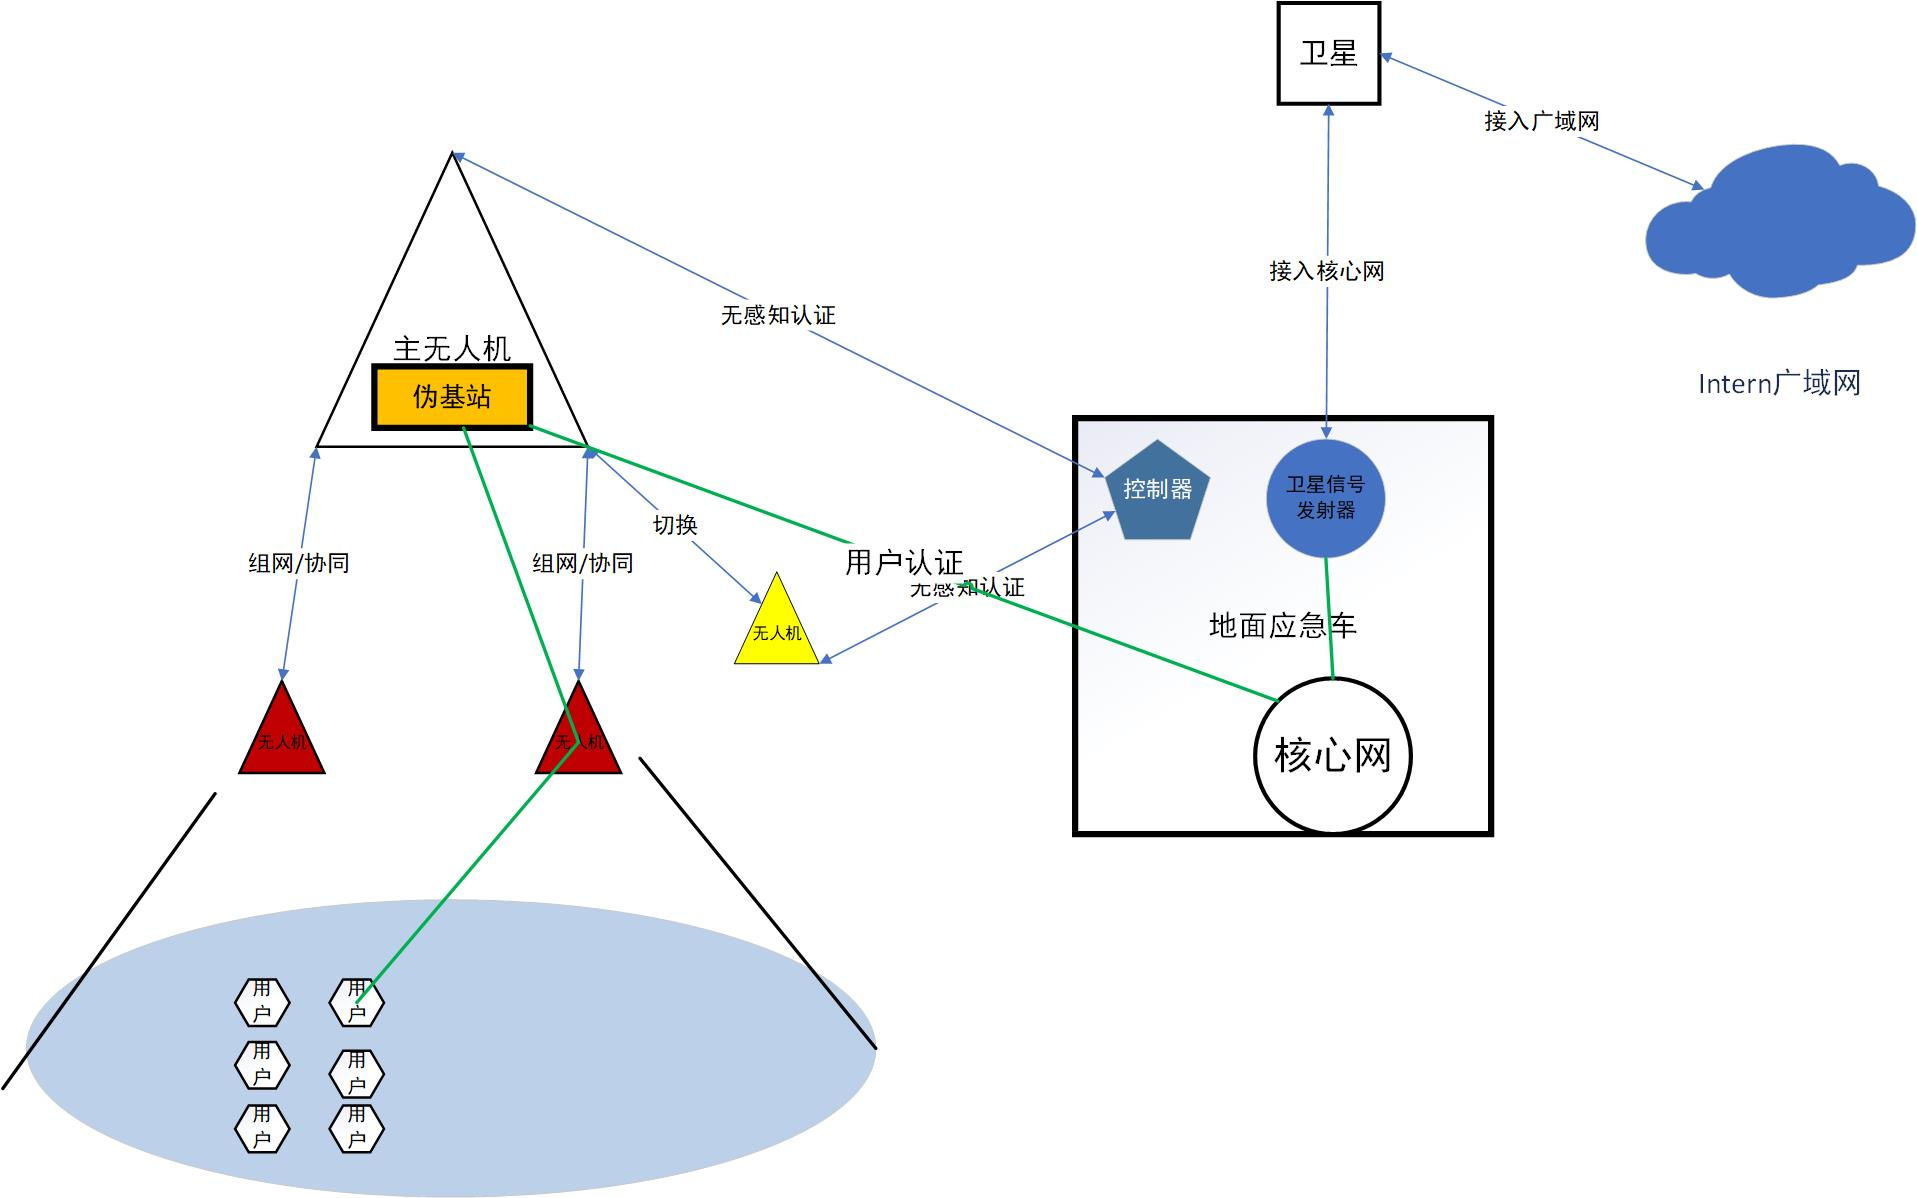 卫星
接入广域网
接入核心网
无感知认证
主无人机
伪基站
Intern广域网
控制器
卫星信号
发射器
切换
组网/协同
组网/协同
用户认证
无感知认证
地面应急车
无人机
无人机
无人机
核心网
用
户
用
户
用
户
用
户
用
户
用
户